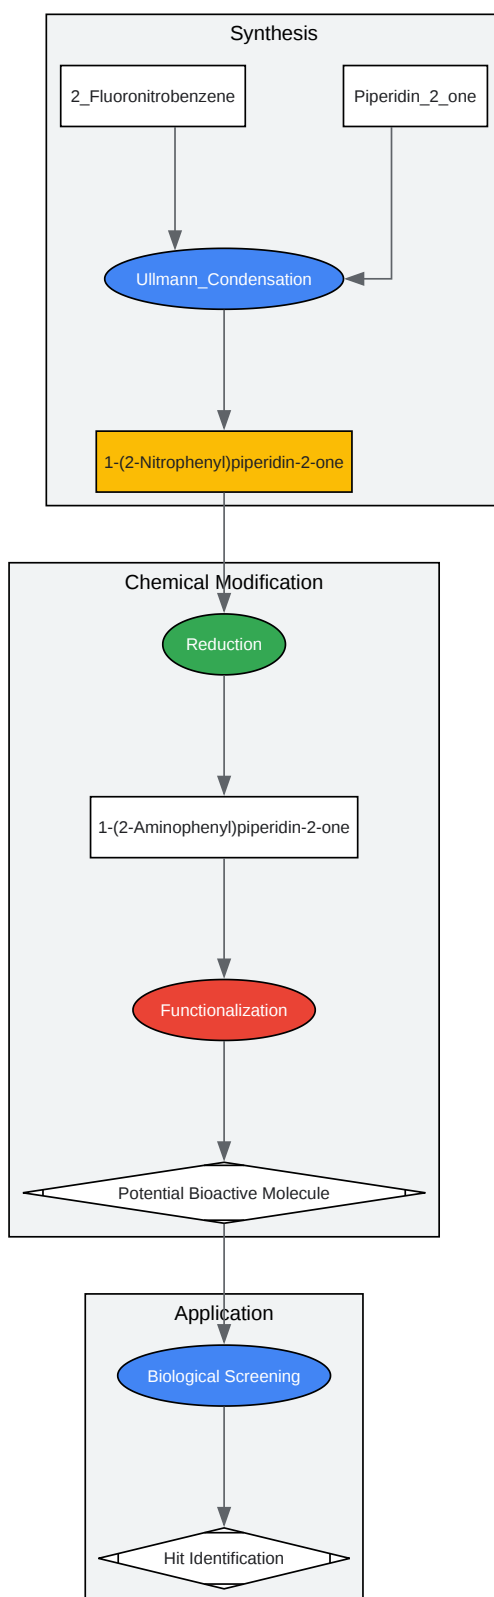 Synthesis
2_Fluoronitrobenzene
Piperidin_2_one
Ullmann_Condensation
1-(2-Nitrophenyl)piperidin-2-one
Chemical Modification
Reduction
1-(2-Aminophenyl)piperidin-2-one
Functionalization
Potential Bioactive Molecule
Application
Biological Screening
Hit Identification